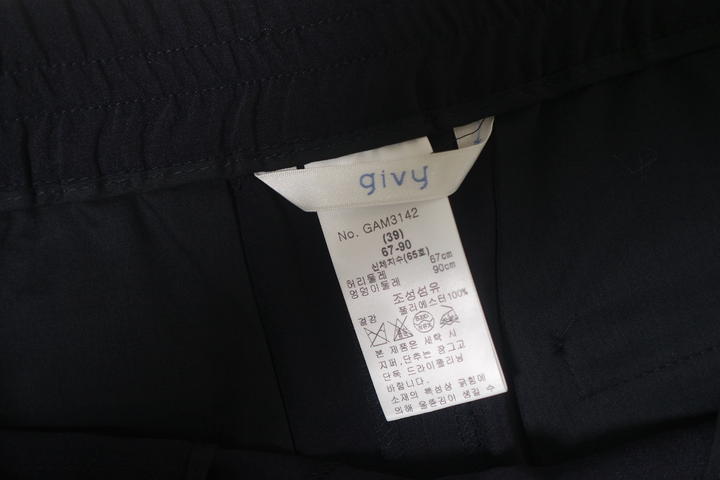 givy
No. GAM3142
(39)
67-90
신체치수(65호)
허리둘레 67cm
엉덩이둘레 90cm
조성섬유
폴리에스터100%
겉감
본 제품은 세탁 시
지퍼,단추는 잠그고
단독 드라이클리닝
바랍니다.
소재의 특성상 긁힘에
의해 올뜯김이 생길 수